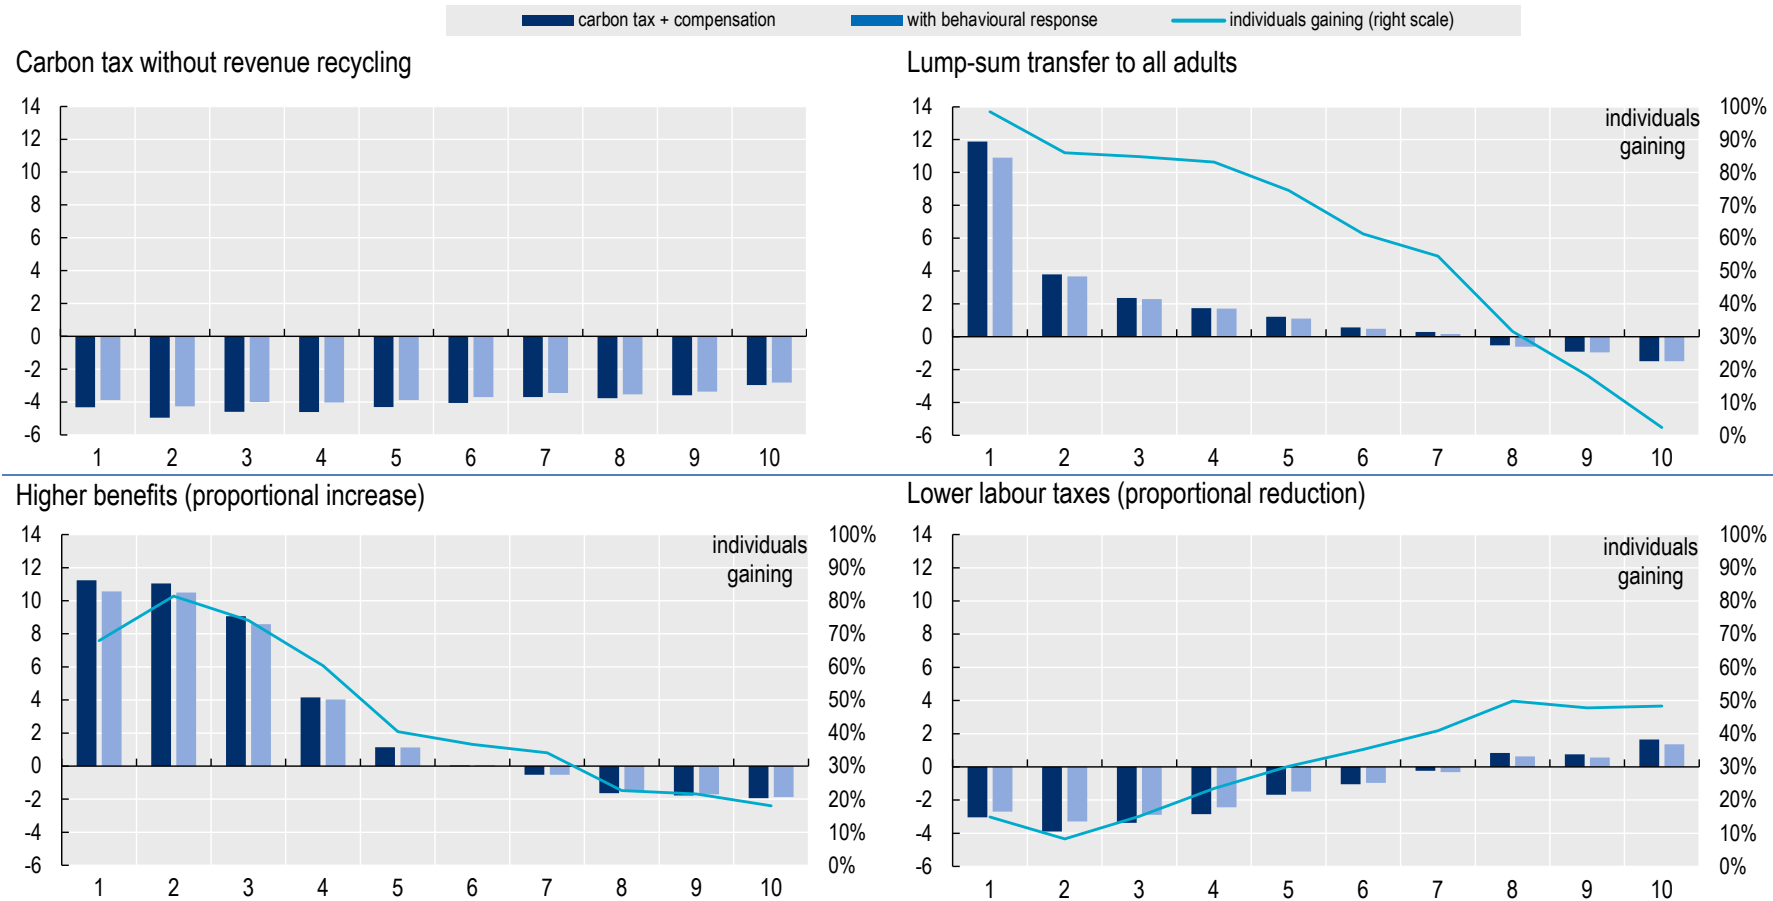 carbon tax + compensation with behavioural response individuals gaining (right scale)
Carbon tax without revenue recycling
14
12
10
8
6
4
2
0
-2
-4
-6
1 2 3 4 5 6 7 8 9 10
Lump-sum transfer to all adults
individuals
gaining
14 100%
12 90%
10 80%
8 70%
6 60%
4 50%
2 40%
0 30%
-2 20%
-4 10%
-6 0%
1 2 3 4 5 6 7 8 9 10
Higher benefits (proportional increase)
individuals
gaining
14 100%
12 90%
10 80%
8 70%
6 60%
4 50%
2 40%
0 30%
-2 20%
-4 10%
-6 0%
1 2 3 4 5 6 7 8 9 10
Lower labour taxes (proportional reduction)
individuals
gaining
14 100%
12 90%
10 80%
8 70%
6 60%
4 50%
2 40%
0 30%
-2 20%
-4 10%
-6 0%
1 2 3 4 5 6 7 8 9 10